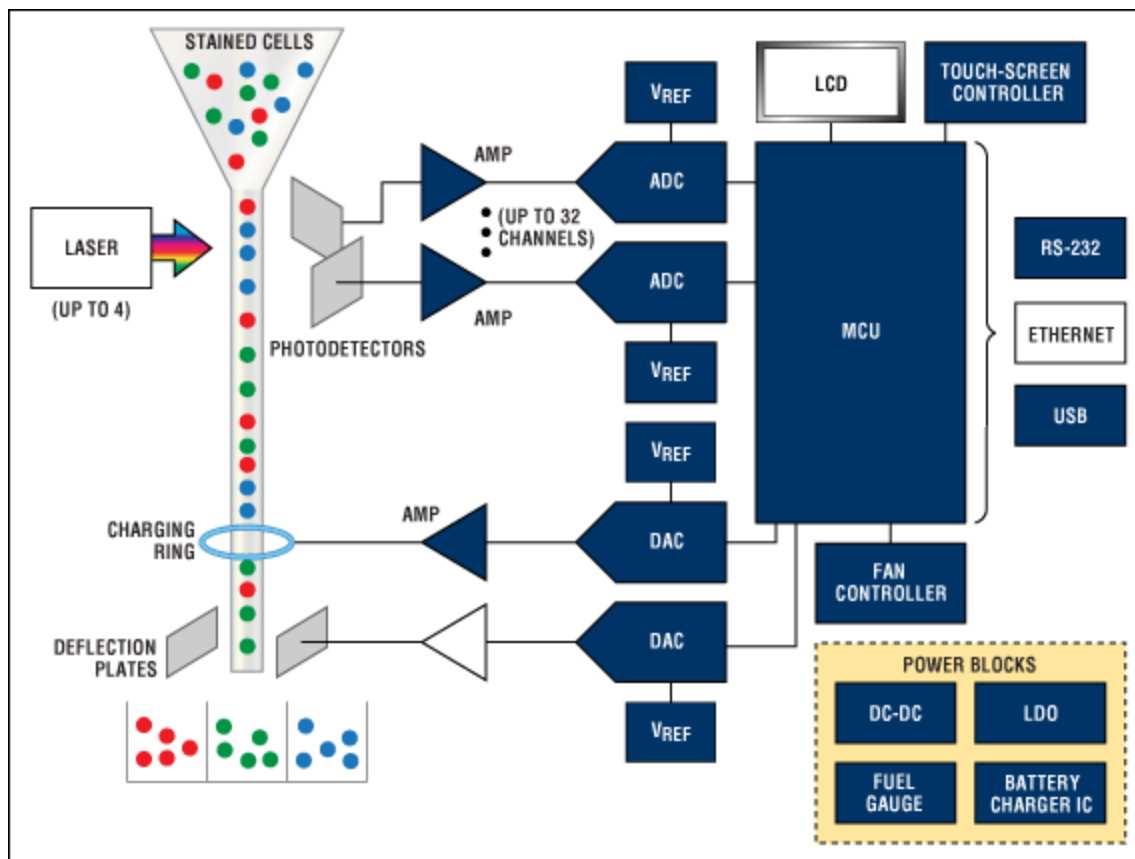 STAINED CELLS
LASER
(UP TO 4)
AMP
(UP TO 32
CHANNELS)
AMP
PHOTODETECTORS
VREF
ADC
ADC
VREF
LCD
TOUCH-SCREEN
CONTROLLER
MCU
RS-232
ETHERNET
USB
CHARGING
RING
AMP
VREF
DAC
FAN
CONTROLLER
DEFLECTION
PLATES
DAC
VREF
POWER BLOCKS
DC-DC
LDO
FUEL
GAUGE
BATTERY
CHARGER IC